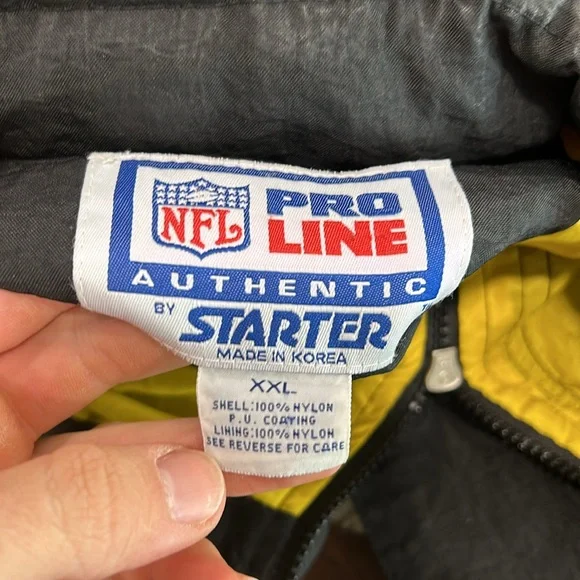 NFL
PRO
LINE
AUTHENTIC
BY STARTER
MADE IN KOREA
XXL
SHELL:100% NYLON
P.U. COATING
LINING:100% NYLON
SEE REVERSE FOR CARE